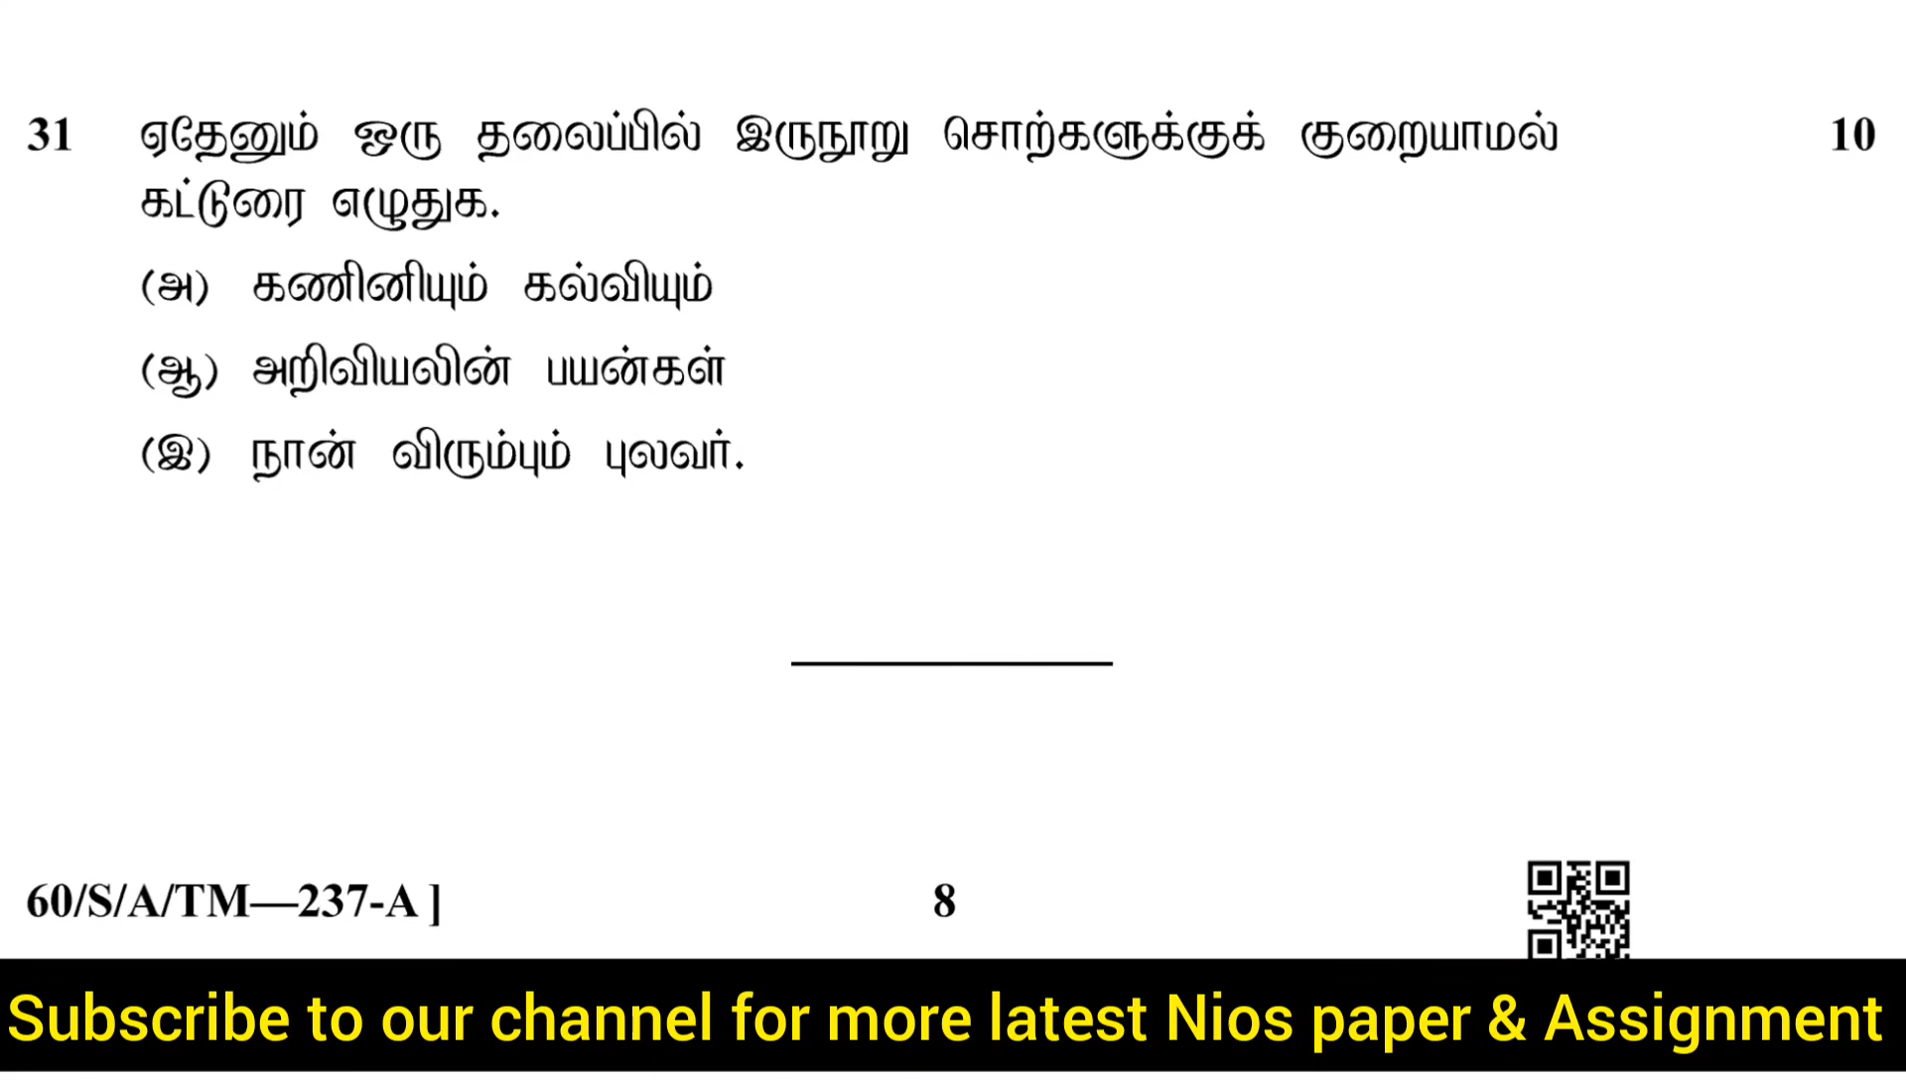 31 ஏதேனும் ஒரு தலைப்பில் இருநூறு சொற்களுக்குக் குறையாமல் 10
கட்டுரை எழுதுக.
(அ) கணினியும் கல்வியும்
(ஆ) அறிவியலின் பயன்கள்
(இ) நான் விரும்பும் புலவர்.
60/S/A/TM—237-A ] 8
Subscribe to our channel for more latest Nios paper & Assignment